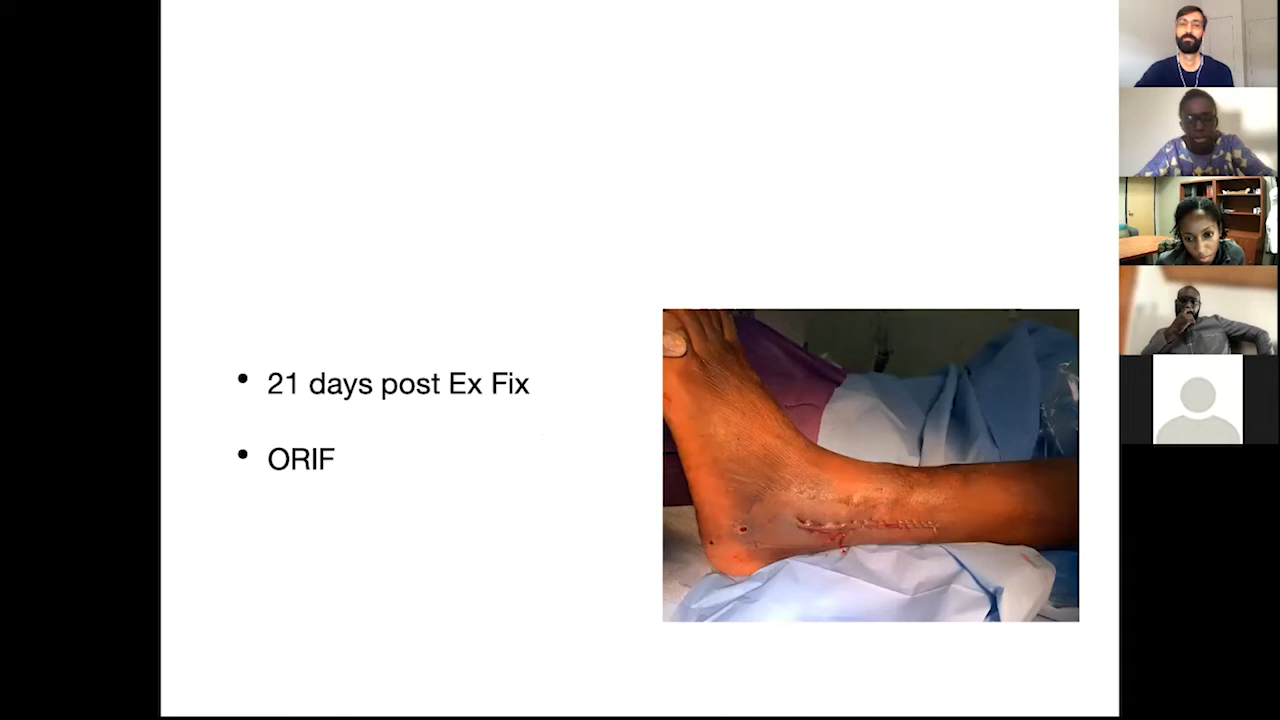 • 21 days post Ex Fix
• ORIF